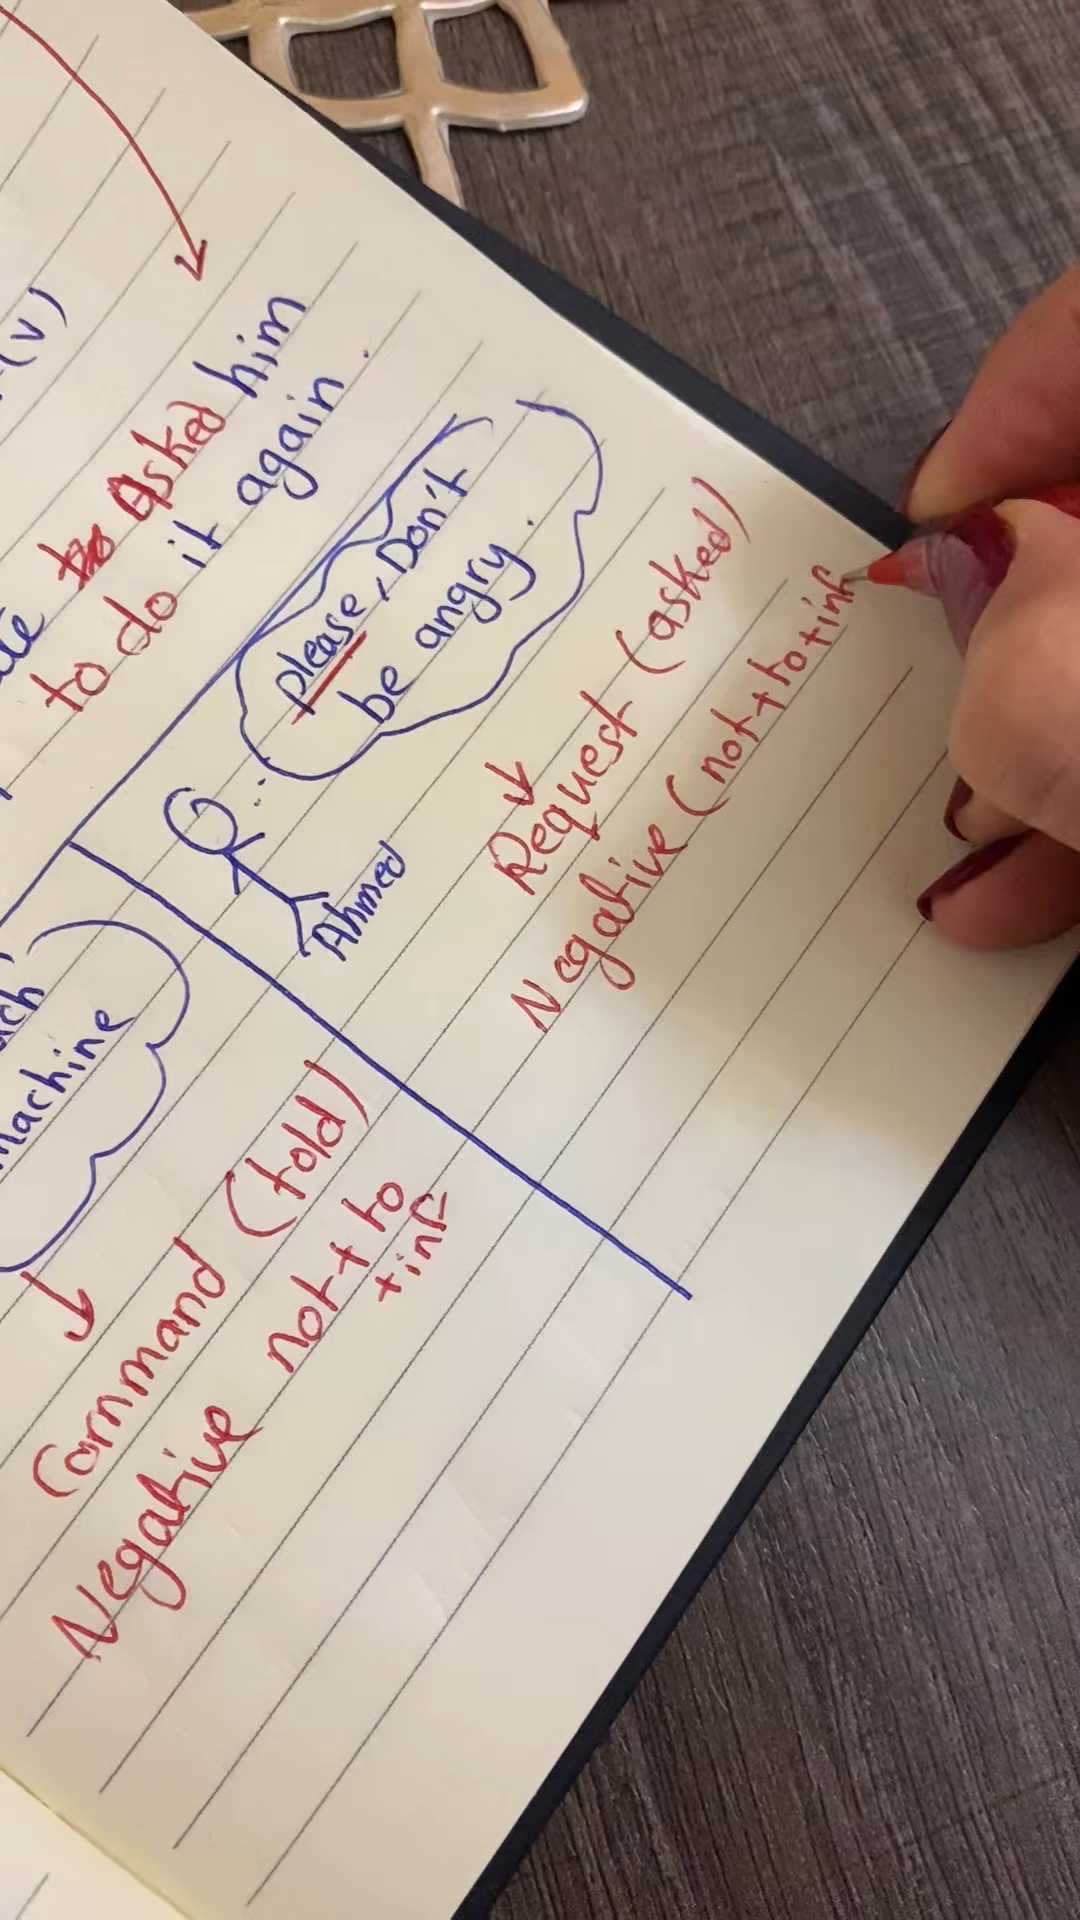 (v)
Asked him
to do it again.
please, Don't
be angry.
Ahmed
Request (asked)
Negative (not + to + inf
Machine
Command (told)
Negative not + to
+ inf